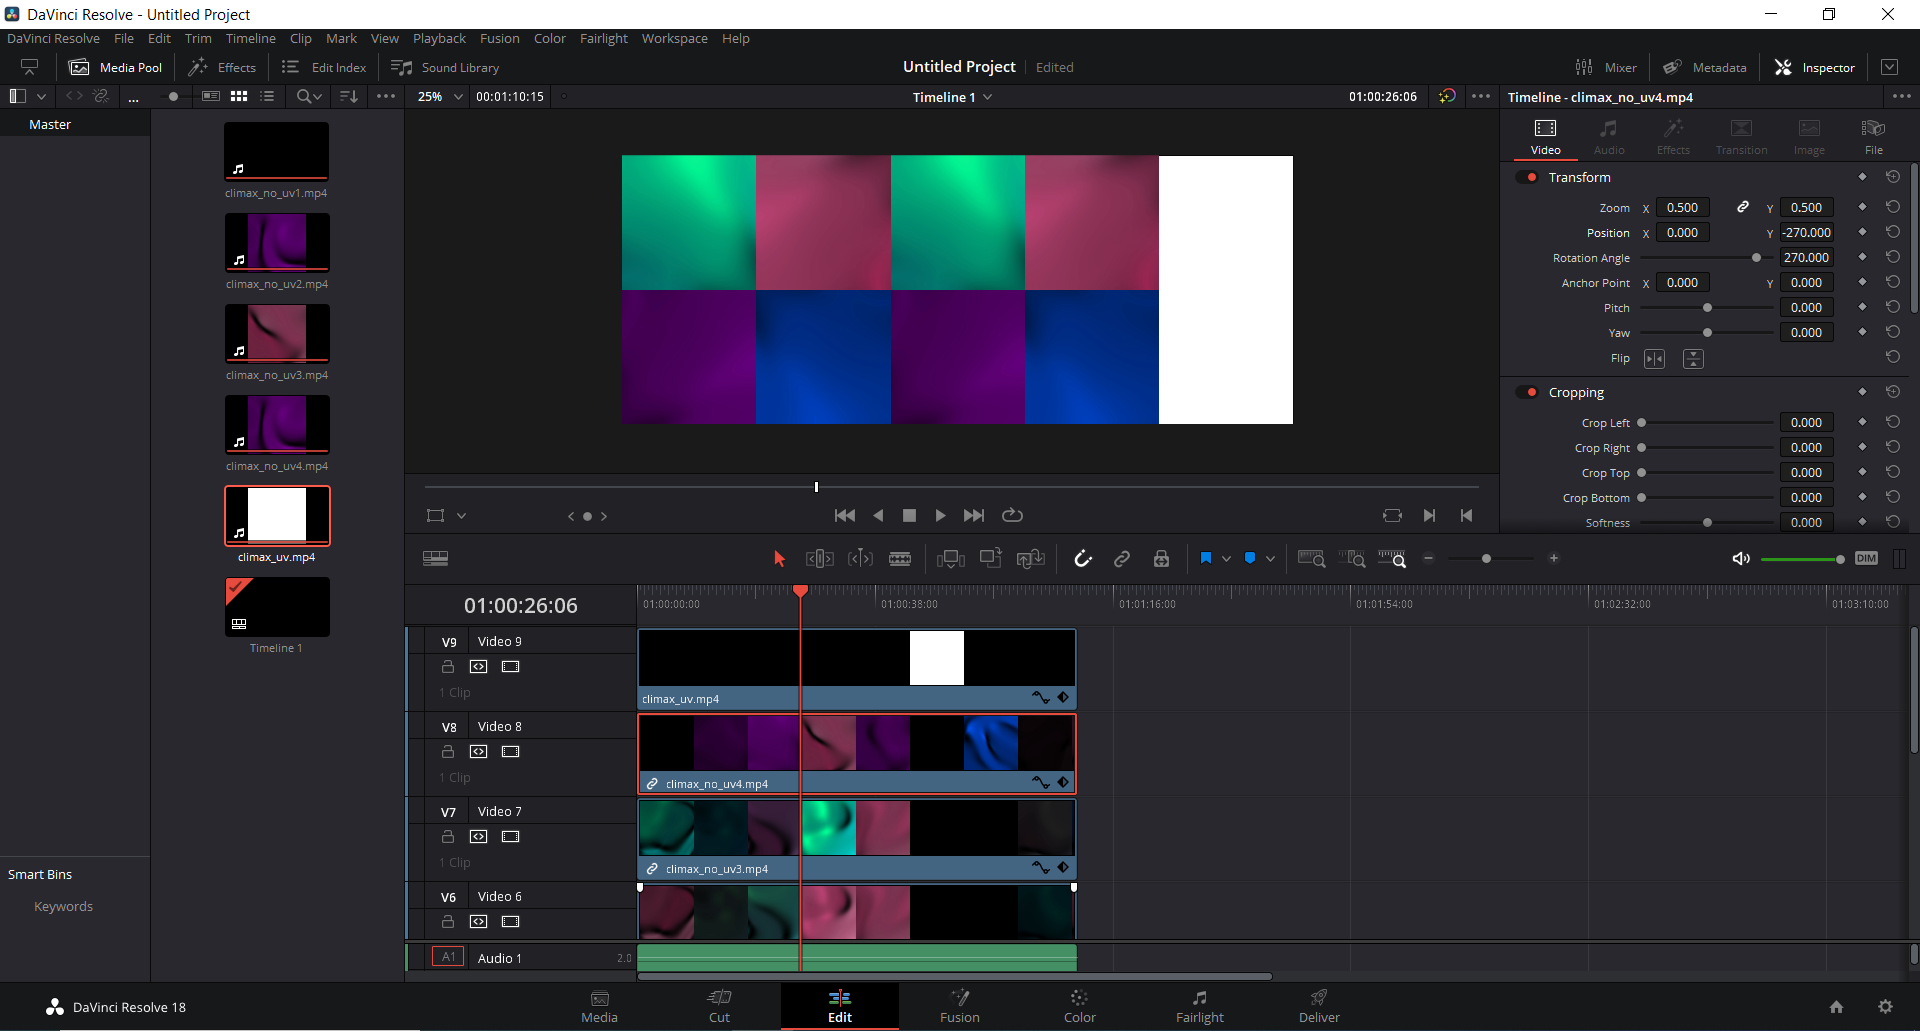 DaVinci Resolve - Untitled Project
DaVinci Resolve File Edit Trim Timeline Clip Mark View Playback Fusion Color Fairlight Workspace Help
Media Pool Effects Edit Index Sound Library Untitled Project Edited Mixer Metadata Inspector
25% 00:01:10:15 Timeline 1 01:00:26:06 Timeline - climax_no_uv4.mp4
Master
climax_no_uv1.mp4
climax_no_uv2.mp4
climax_no_uv3.mp4
climax_no_uv4.mp4
climax_uv.mp4
Timeline 1
Smart Bins
Keywords
Video Audio Effects Transition Image File
Transform
Zoom X 0.500 Y 0.500
Position X 0.000 Y -270.000
Rotation Angle 270.000
Anchor Point X 0.000 Y 0.000
Pitch 0.000
Yaw 0.000
Flip
Cropping
Crop Left 0.000
Crop Right 0.000
Crop Top 0.000
Crop Bottom 0.000
Softness 0.000
DIM
01:00:26:06 01:00:00:00 01:00:38:00 01:01:16:00 01:01:54:00 01:02:32:00 01:03:10:00
V9 Video 9
1 Clip
climax_uv.mp4
V8 Video 8
1 Clip
climax_no_uv4.mp4
V7 Video 7
1 Clip
climax_no_uv3.mp4
V6 Video 6
A1 Audio 1 2.0
DaVinci Resolve 18
Media Cut Edit Fusion Color Fairlight Deliver